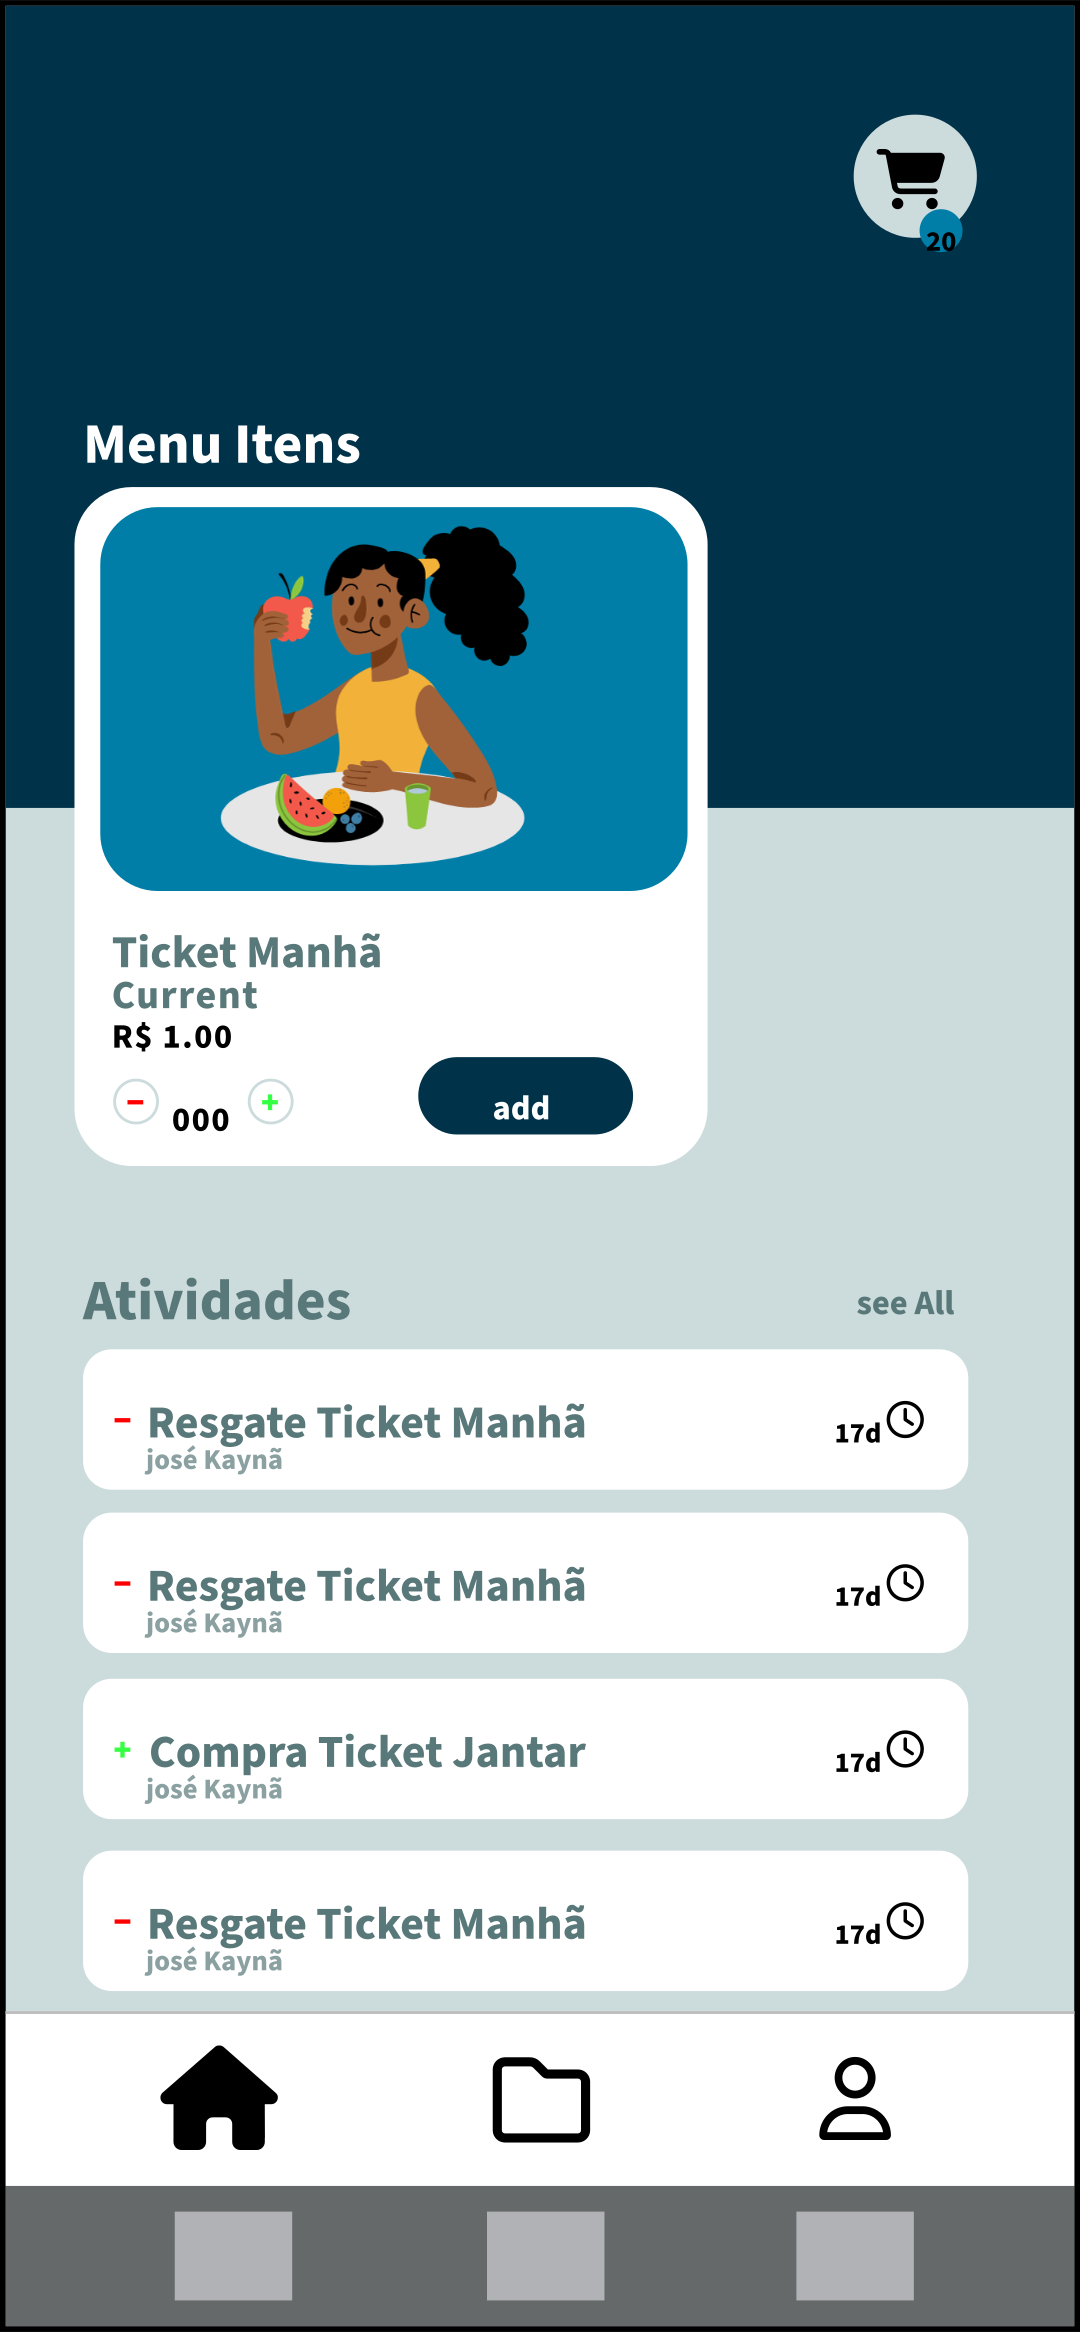 20
Menu Itens
Ticket Manhã
Current
R$ 1.00
000
add
Atividades
see All
Resgate Ticket Manhã
josé Kaynã
17d
Resgate Ticket Manhã
josé Kaynã
17d
Compra Ticket Jantar
josé Kaynã
17d
Resgate Ticket Manhã
josé Kaynã
17d